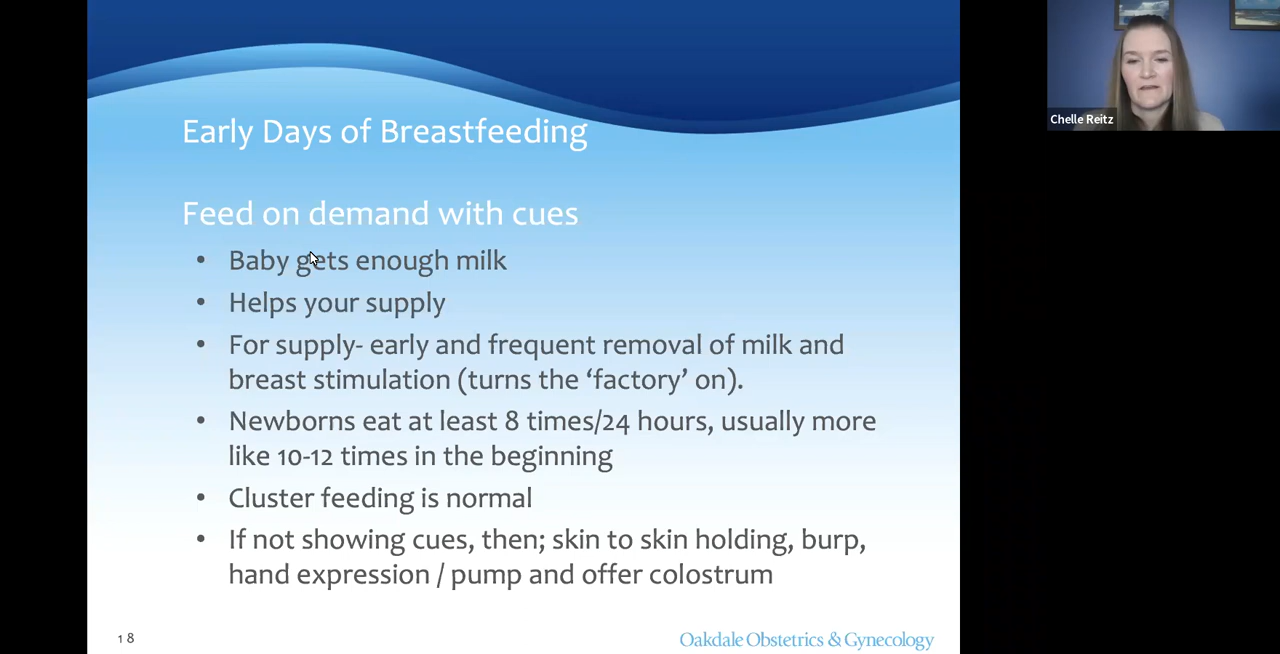 Early Days of Breastfeeding
Feed on demand with cues
• Baby gets enough milk
• Helps your supply
• For supply- early and frequent removal of milk and
breast stimulation (turns the ‘factory’ on).
• Newborns eat at least 8 times/24 hours, usually more
like 10-12 times in the beginning
• Cluster feeding is normal
• If not showing cues, then; skin to skin holding, burp,
hand expression / pump and offer colostrum
18
Oakdale Obstetrics & Gynecology
Chelle Reitz